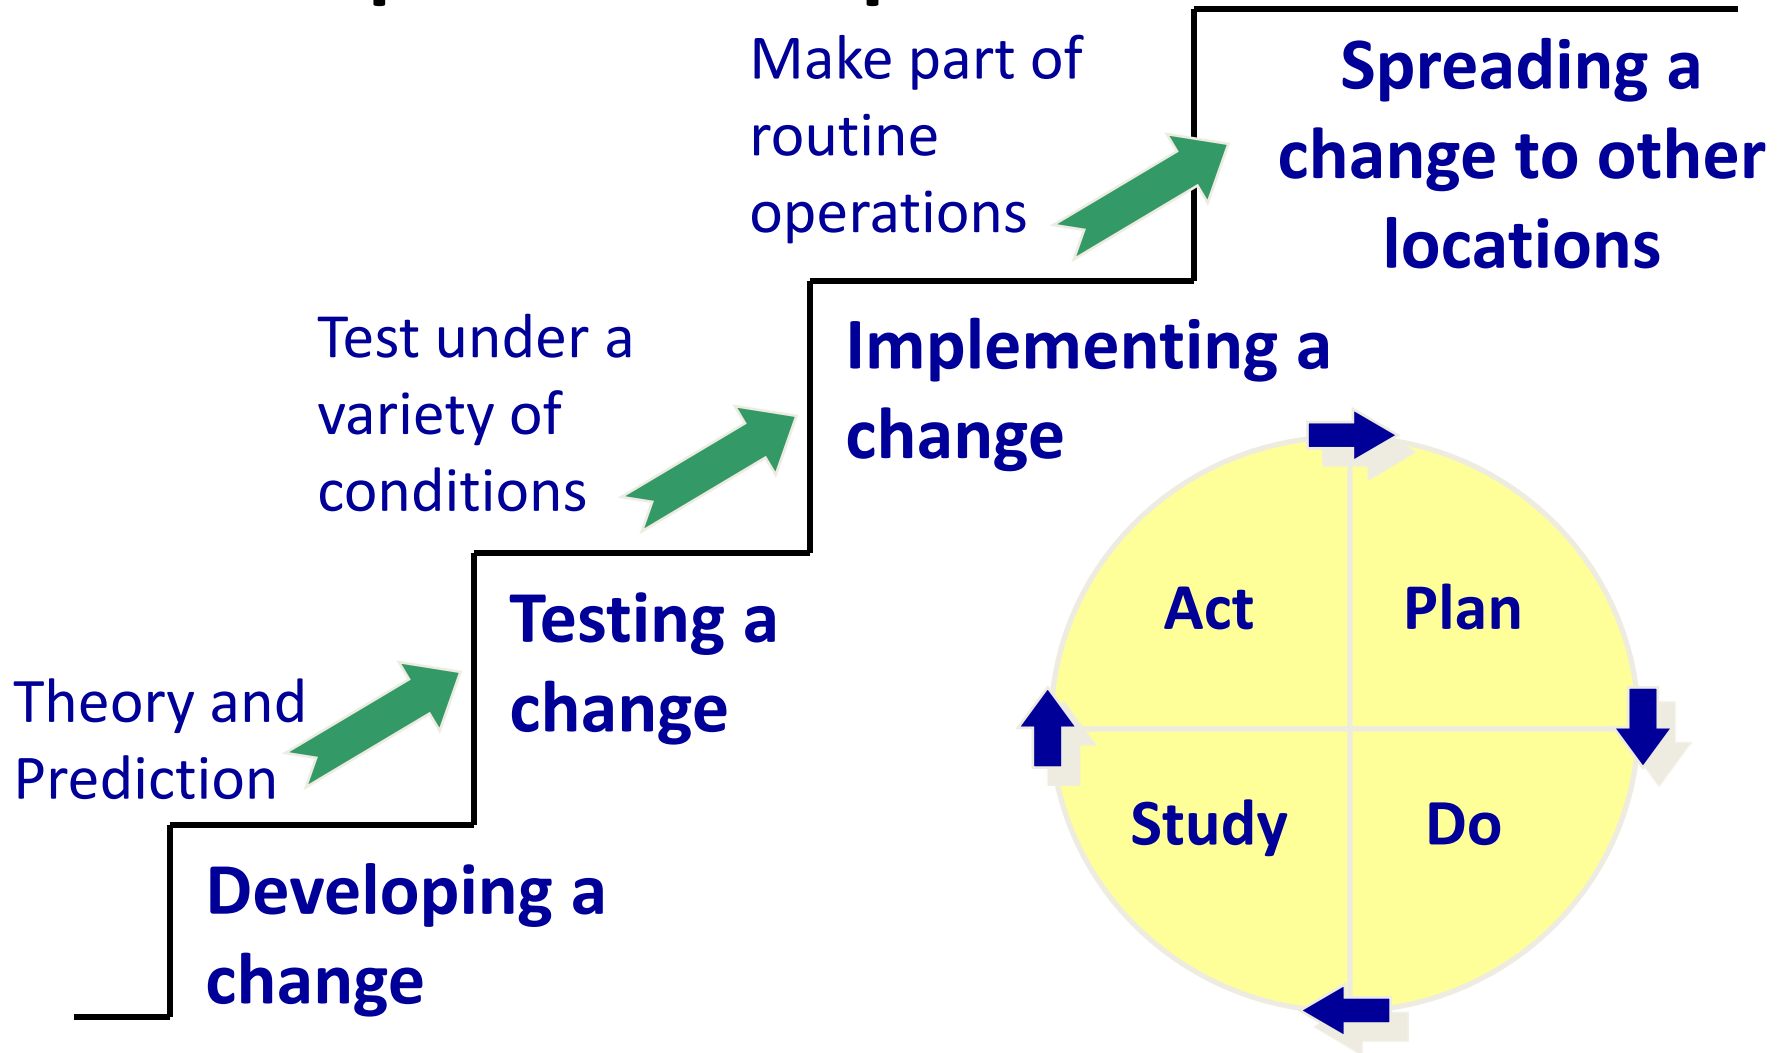 Make part of
routine
operations
Spreading a
change to other
locations
Test under a
variety of
conditions
Implementing a
change
Theory and
Prediction
Testing a
change
Developing a
change
Act
Plan
Study
Do